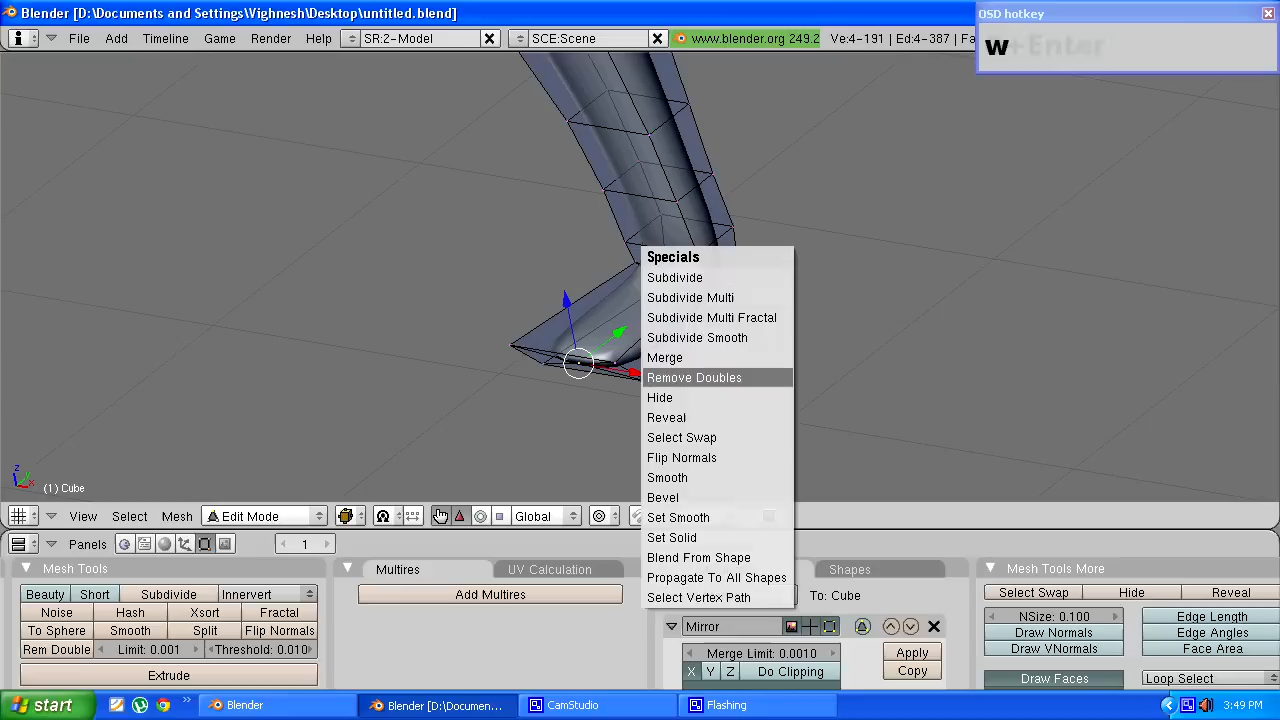 Blender [D:\Documents and Settings\Vighnesh\Desktop\untitled.blend]
OSD hotkey
File Add Timeline Game Render Help SR:2-Model SCE:Scene www.blender.org 249.2 Ve:4-191 | Ed:4-387 | Fa
w +Enter
Specials
Subdivide
Subdivide Multi
Subdivide Multi Fractal
Subdivide Smooth
Merge
Remove Doubles
Hide
Reveal
Select Swap
Flip Normals
Smooth
Bevel
Set Smooth
Set Solid
Blend From Shape
Propagate To All Shapes
Select Vertex Path
z
x
(1) Cube
View Select Mesh Edit Mode Global
Panels 1
Mesh Tools Multires UV Calculation Shapes Mesh Tools More
Beauty Short Subdivide Innervert Add Multires To: Cube Select Swap Hide Reveal
Noise Hash Xsort Fractal NSize: 0.100 Edge Length
To Sphere Smooth Split Flip Normals Mirror Draw Normals Edge Angles
Rem Double Limit: 0.001 Threshold: 0.010 Merge Limit: 0.0010 Apply Draw VNormals Face Area
Extrude X Y Z Do Clipping Copy Draw Faces Loop Select
start Blender Blender [D:\Documen... CamStudio Flashing 3:49 PM